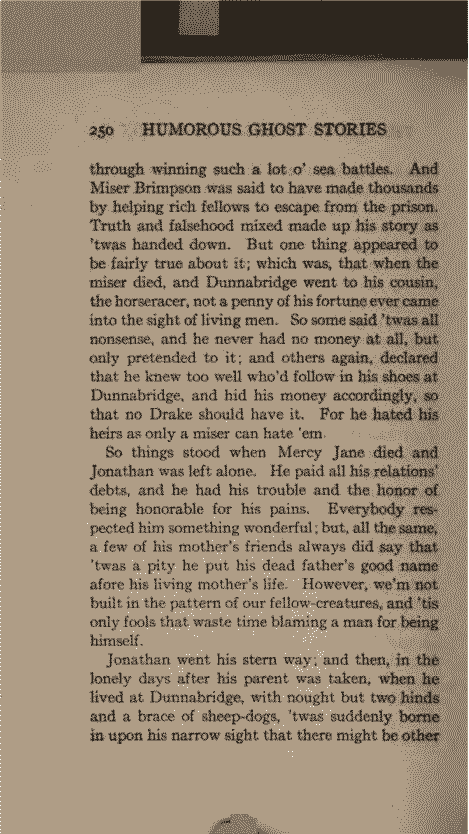 250 HUMOROUS GHOST STORIES
through winning such a lot o' sea battles. And
Miser Brimpson was said to have made thousands
by helping rich fellows to escape from the prison.
Truth and falsehood mixed made up his story as
'twas handed down. But one thing appeared to
be fairly true about it; which was, that when the
miser died, and Dunnabridge went to his cousin,
the horseracer, not a penny of his fortune ever came
into the sight of living men. So some said 'twas all
nonsense, and he never had no money at all, but
only pretended to it; and others again, declared
that he knew too well who'd follow in his shoes at
Dunnabridge, and hid his money accordingly, so
that no Drake should have it. For he hated his
heirs as only a miser can hate 'em.
So things stood when Mercy Jane died and
Jonathan was left alone. He paid all his relations'
debts, and he had his trouble and the honor of
being honorable for his pains. Everybody res-
pected him something wonderful; but, all the same,
a few of his mother's friends always did say that
'twas a pity he put his dead father's good name
afore his living mother's life. However, we'm not
built in the pattern of our fellow-creatures, and 'tis
only fools that waste time blaming a man for being
himself.
Jonathan went his stern way; and then, in the
lonely days after his parent was taken, when he
lived at Dunnabridge, with nought but two hinds
and a brace of sheep-dogs, 'twas suddenly borne
in upon his narrow sight that there might be other